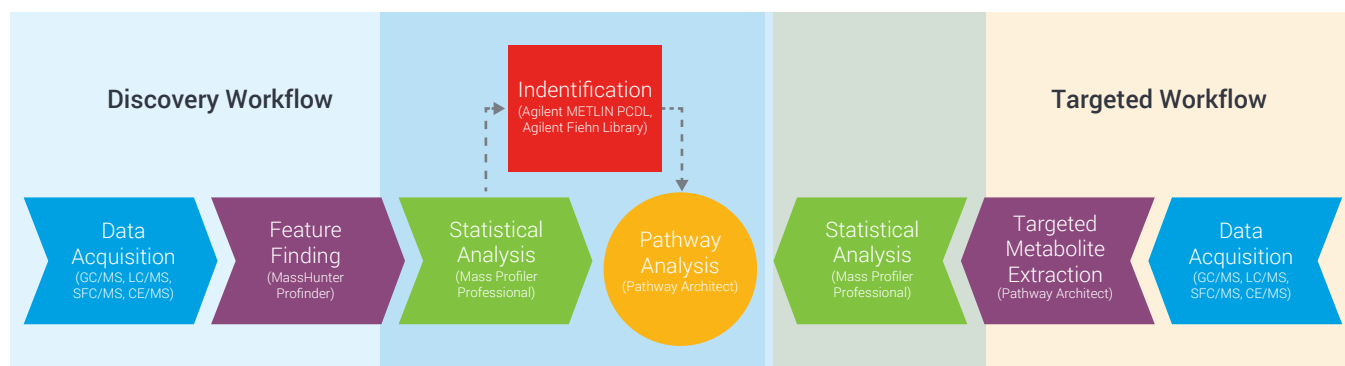 Discovery Workflow
Indentification
(Agilent METLIN PCDL,
Agilent Fiehn Library)
Targeted Workflow
Data
Acquisition
(GC/MS, LC/MS,
SFC/MS, CE/MS)
Feature
Finding
(MassHunter
Profinder)
Statistical
Analysis
(Mass Profiler
Professional)
Pathway
Analysis
(Pathway Architect)
Statistical
Analysis
(Mass Profiler
Professional)
Targeted
Metabolite
Extraction
(Pathway Architect)
Data
Acquisition
(GC/MS, LC/MS,
SFC/MS, CE/MS)